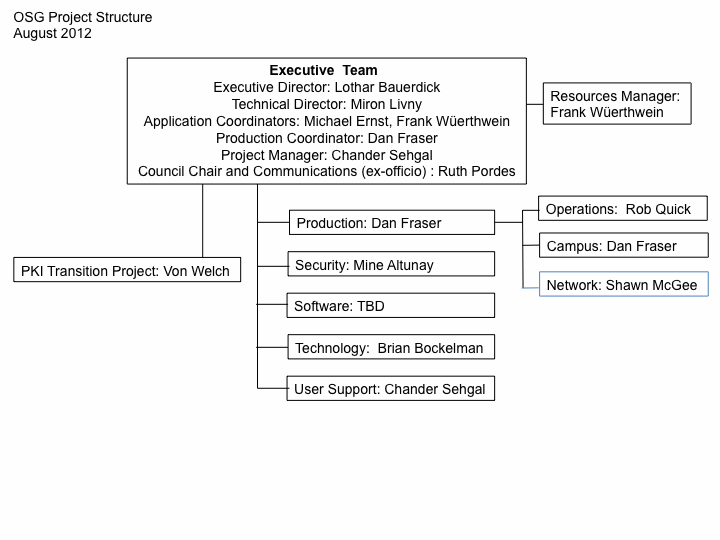 OSG Project Structure
August 2012
Executive Team
Executive Director: Lothar Bauerdick
Technical Director: Miron Livny
Application Coordinators: Michael Ernst, Frank Wüerthwein
Production Coordinator: Dan Fraser
Project Manager: Chander Sehgal
Council Chair and Communications (ex-officio) : Ruth Pordes
Resources Manager:
Frank Wüerthwein
Production: Dan Fraser
Operations: Rob Quick
Campus: Dan Fraser
Network: Shawn McGee
PKI Transition Project: Von Welch
Security: Mine Altunay
Software: TBD
Technology: Brian Bockelman
User Support: Chander Sehgal